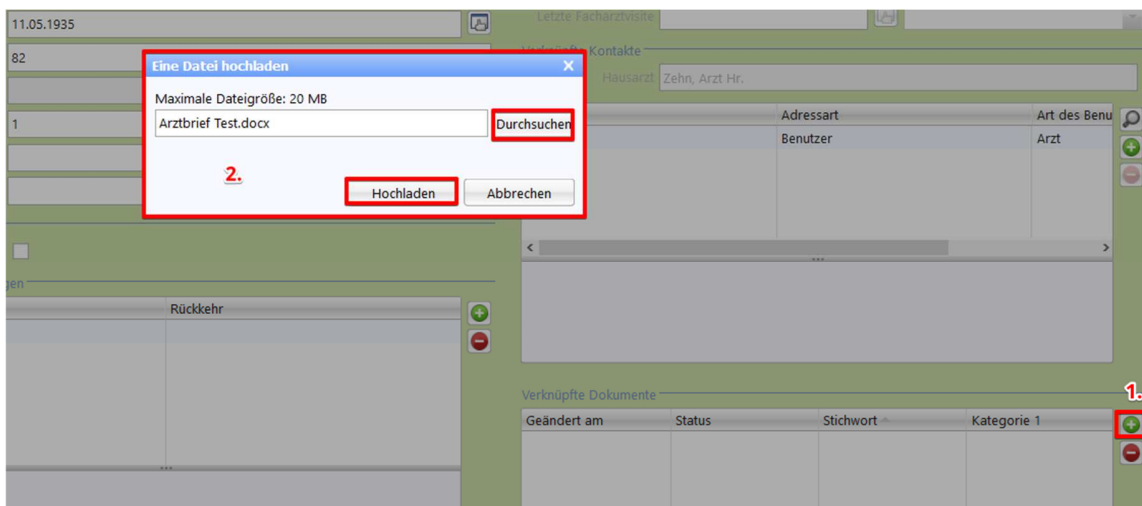 11.05.1935
Letzte Facharztvisite
82
Verknüpfte Kontakte
Hausarzt Zehn, Arzt Hr.
Eine Datei hochladen
X
Maximale Dateigröße: 20 MB
Arztbrief Test.docx
Durchsuchen
2.
Hochladen
Abbrechen
1
Adressart
Art des Benu
Benutzer
Arzt
gen
Rückkehr
Verknüpfte Dokumente
1.
Geändert am
Status
Stichwort
Kategorie 1